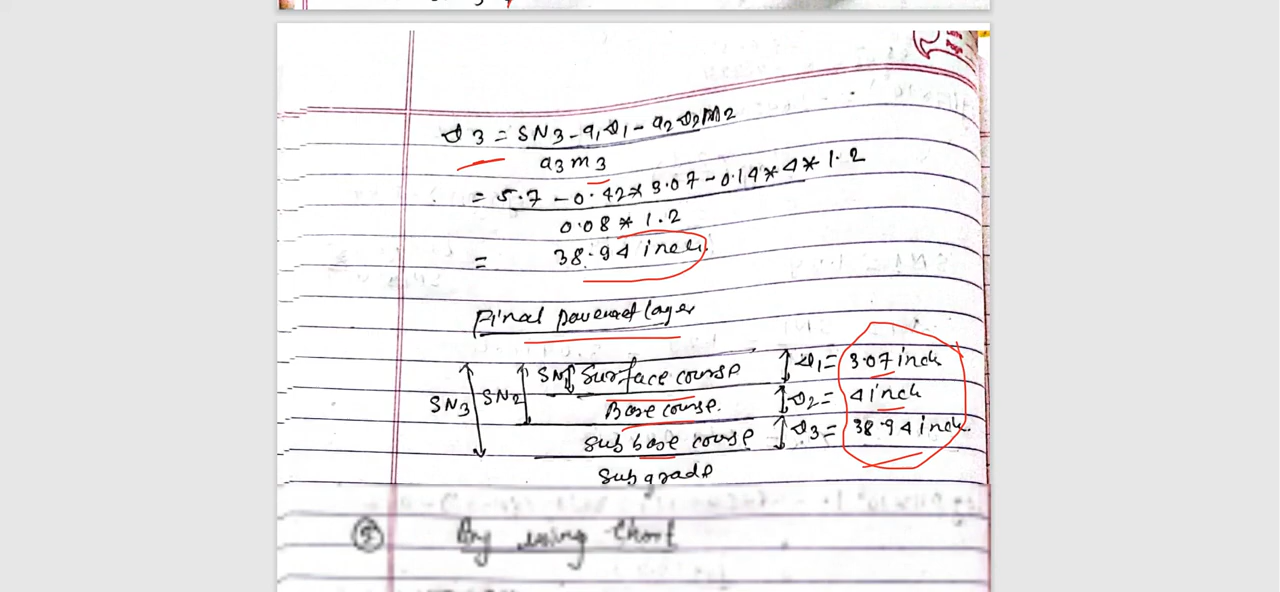 D3 = SN3 - a1D1 - a2D2M2
a3 m3
= 5.7 - 0.42 * 3.07 - 0.14 * 4 * 1.2
0.08 * 1.2
= 38.94 inch
Final pavement layer
SN3 SN2 SN1 Surface course D1 = 3.07 inch
Base course. D2 = 4 inch
Sub base course D3 = 38.94 inch.
Subgrade
⑤ By using Chart